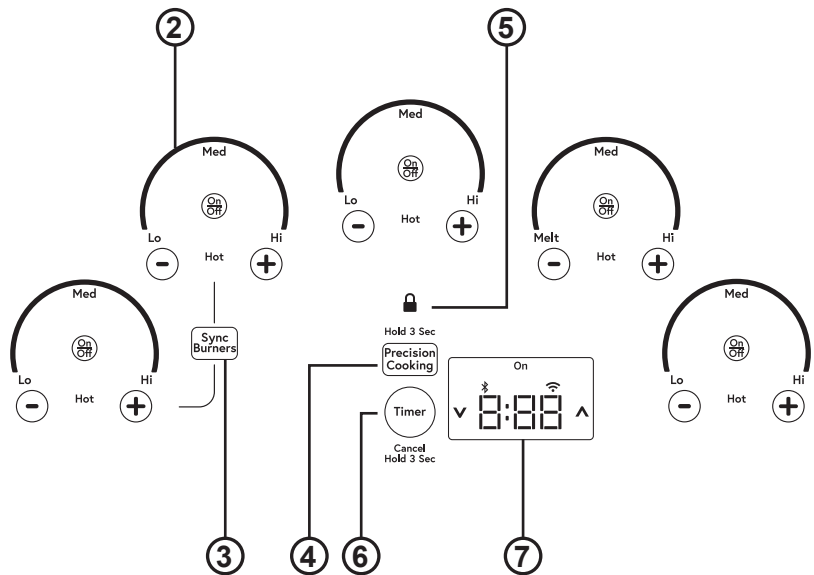 2
5
Med
On
Off
Lo
Hi
Hot
Med
On
Off
Lo
Hi
Hot
Med
On
Off
Melt
Hi
Hot
Med
On
Off
Lo
Hi
Hot
Sync
Burners
Hold 3 Sec
Precision
Cooking
Timer
Cancel
Hold 3 Sec
On
8:88
Med
On
Off
Lo
Hi
Hot
3
4
6
7